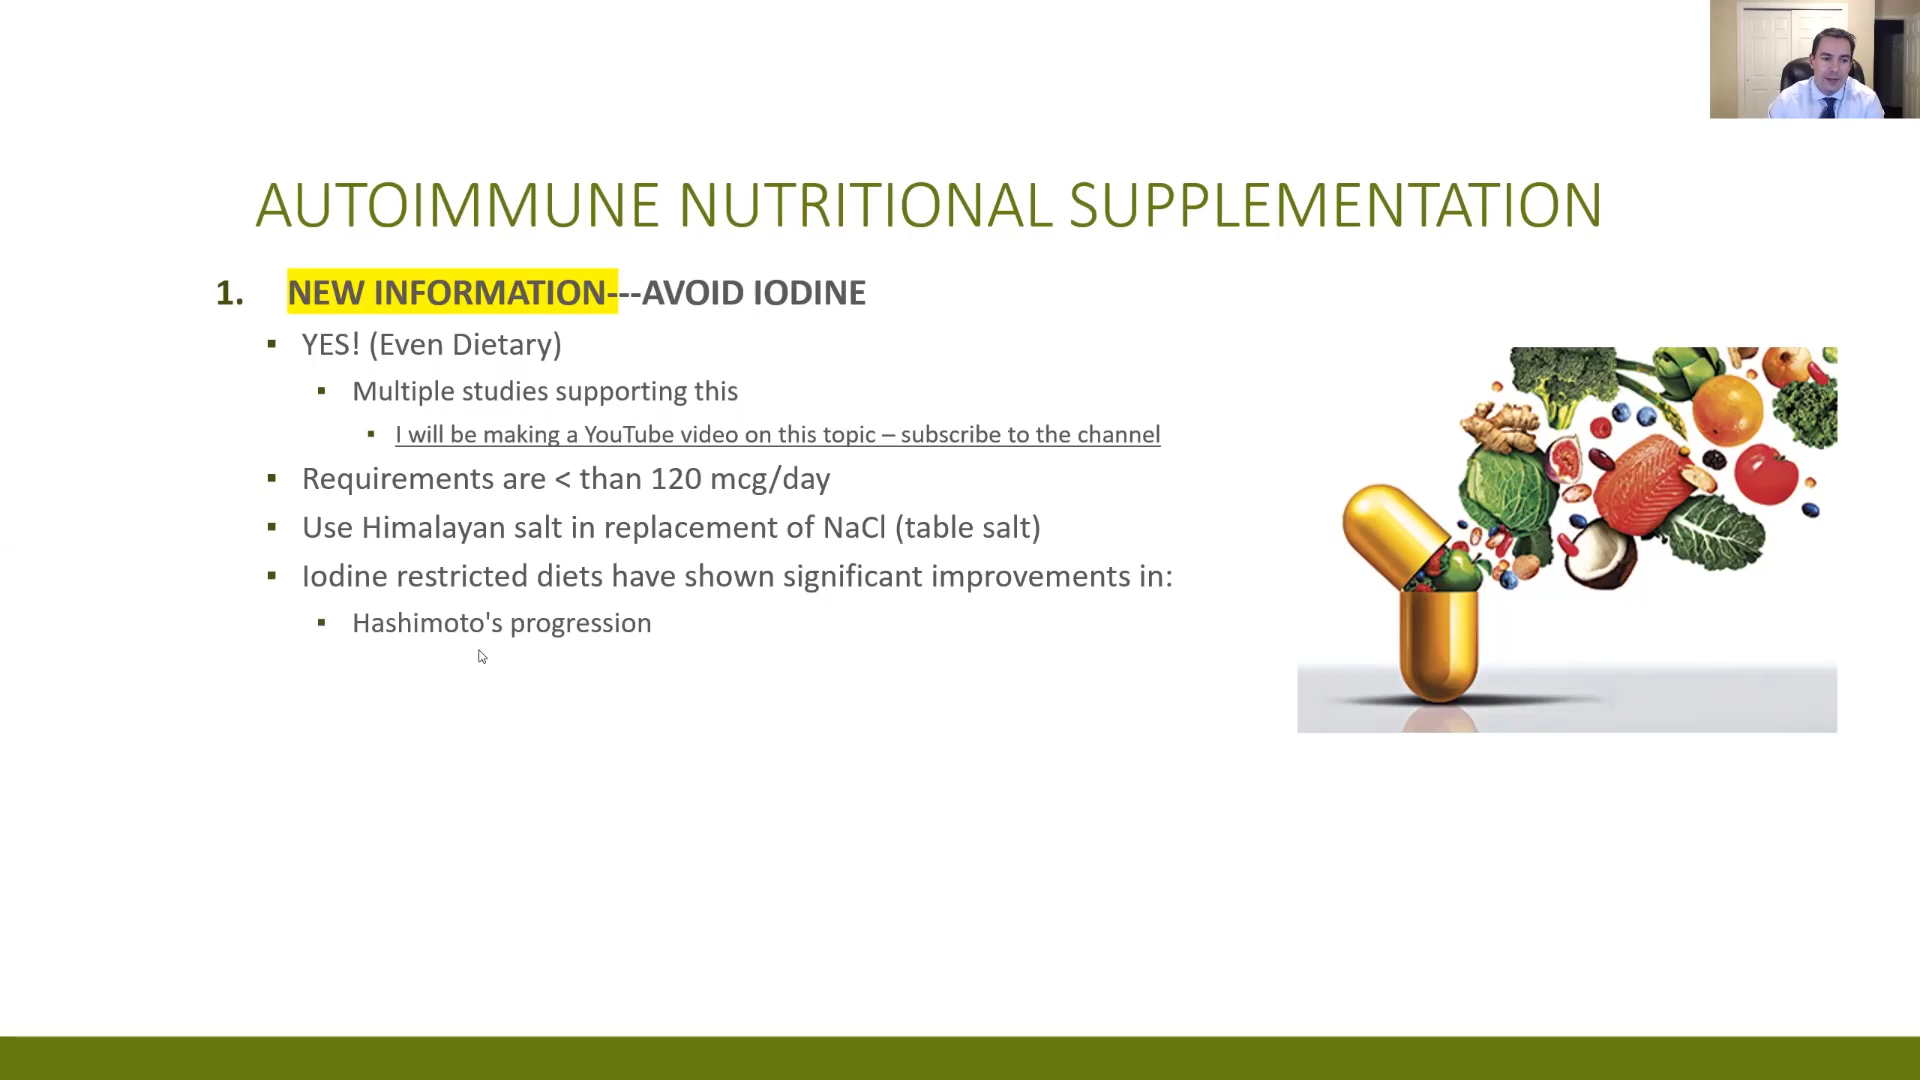 AUTOIMMUNE NUTRITIONAL SUPPLEMENTATION
1. NEW INFORMATION---AVOID IODINE
▪ YES! (Even Dietary)
▪ Multiple studies supporting this
▪ I will be making a YouTube video on this topic – subscribe to the channel
▪ Requirements are < than 120 mcg/day
▪ Use Himalayan salt in replacement of NaCl (table salt)
▪ Iodine restricted diets have shown significant improvements in:
▪ Hashimoto's progression